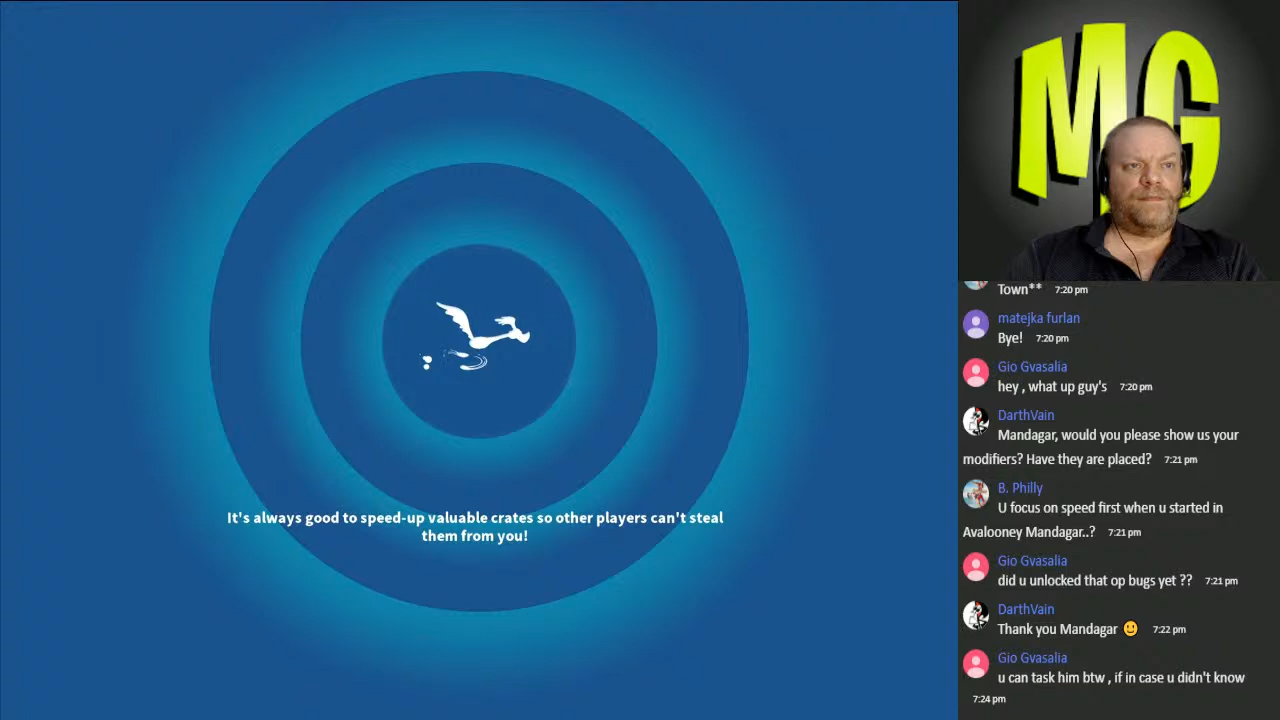 It's always good to speed-up valuable crates so other players can't steal
them from you!
MG
Town** 7:20 pm
matejka furlan
Bye! 7:20 pm
Gio Gvasalia
hey , what up guy's 7:20 pm
DarthVain
Mandagar, would you please show us your
modifiers? Have they are placed? 7:21 pm
B. Philly
U focus on speed first when u started in
Avalooney Mandagar..? 7:21 pm
Gio Gvasalia
did u unlocked that op bugs yet ?? 7:21 pm
DarthVain
Thank you Mandagar 🙂 7:22 pm
Gio Gvasalia
u can task him btw , if in case u didn't know
7:24 pm